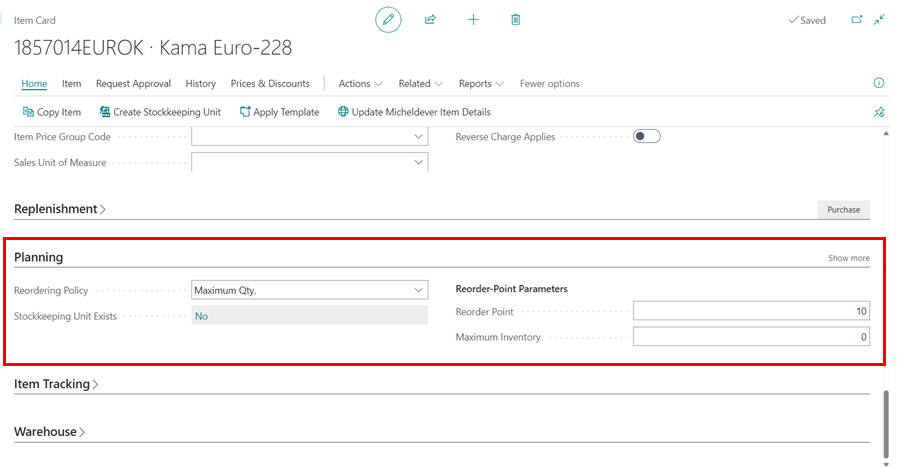 Item Card
Saved
1857014EUROK · Kama Euro-228
Home Item Request Approval History Prices & Discounts Actions Related Reports Fewer options
Copy Item Create Stockkeeping Unit Apply Template Update Micheldever Item Details
Item Price Group Code Reverse Charge Applies
Sales Unit of Measure
Replenishment Purchase
Planning Show more
Reordering Policy Maximum Qty. Reorder-Point Parameters
Reorder Point 10
Stockkeeping Unit Exists No
Maximum Inventory 0
Item Tracking
Warehouse